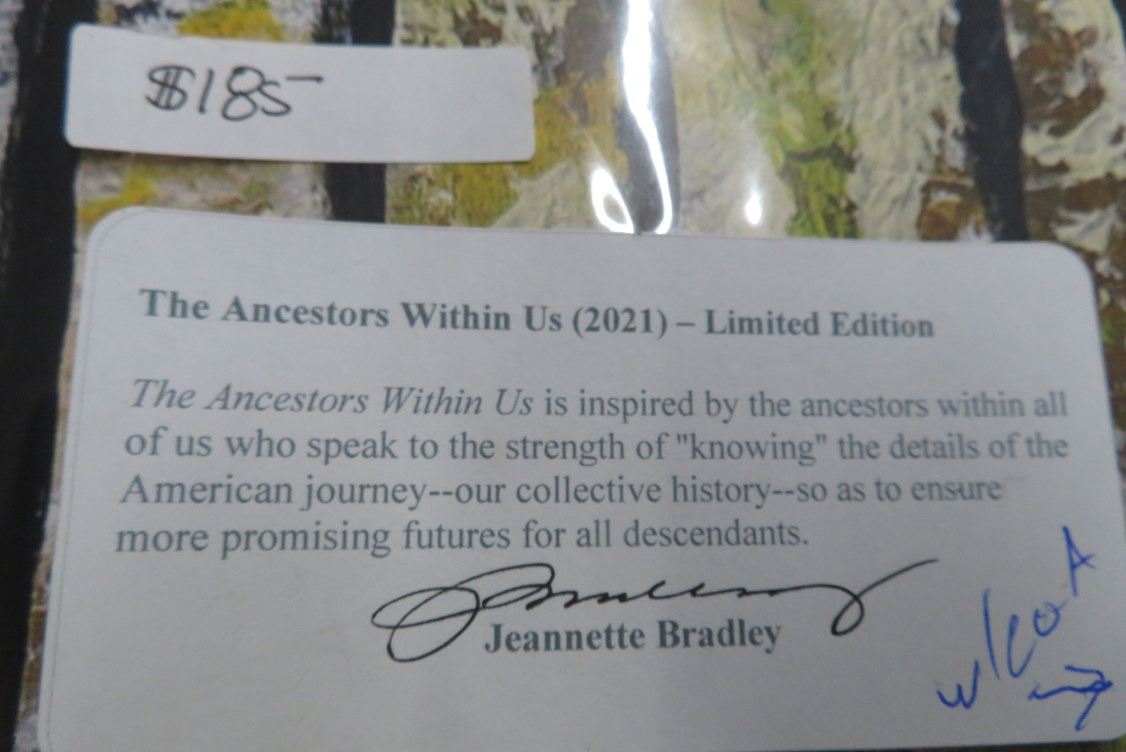 $185-
The Ancestors Within Us (2021) – Limited Edition
The Ancestors Within Us is inspired by the ancestors within all
of us who speak to the strength of "knowing" the details of the
American journey--our collective history--so as to ensure
more promising futures for all descendants.
Jeannette Bradley
w/COA